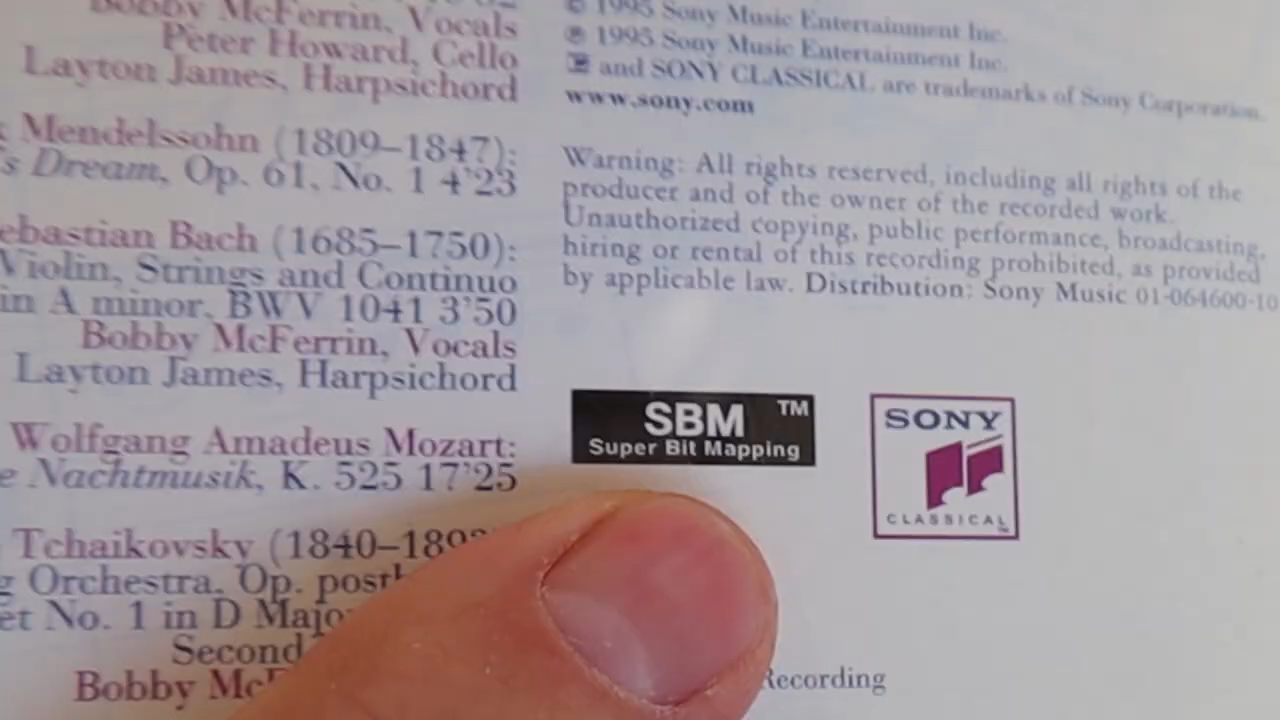 Bobby McFerrin, Vocals
Peter Howard, Cello
Layton James, Harpsichord
Mendelssohn (1809–1847):
's Dream, Op. 61, No. 1 4'23
ebastian Bach (1685–1750):
Violin, Strings and Continuo
in A minor, BWV 1041 3'50
Bobby McFerrin, Vocals
Layton James, Harpsichord
Wolfgang Amadeus Mozart:
e Nachtmusik, K. 525 17'25
Tchaikovsky (1840–1893
g Orchestra, Op. posth
et No. 1 in D Major
Second
Bobby McF
© 1995 Sony Music Entertainment Inc.
℗ 1995 Sony Music Entertainment Inc.
and SONY CLASSICAL are trademarks of Sony Corporation.
www.sony.com
Warning: All rights reserved, including all rights of the
producer and of the owner of the recorded work.
Unauthorized copying, public performance, broadcasting,
hiring or rental of this recording prohibited, as provided
by applicable law. Distribution: Sony Music 01-064600-10
SBM TM
Super Bit Mapping
SONY
CLASSICAL TM
Recording